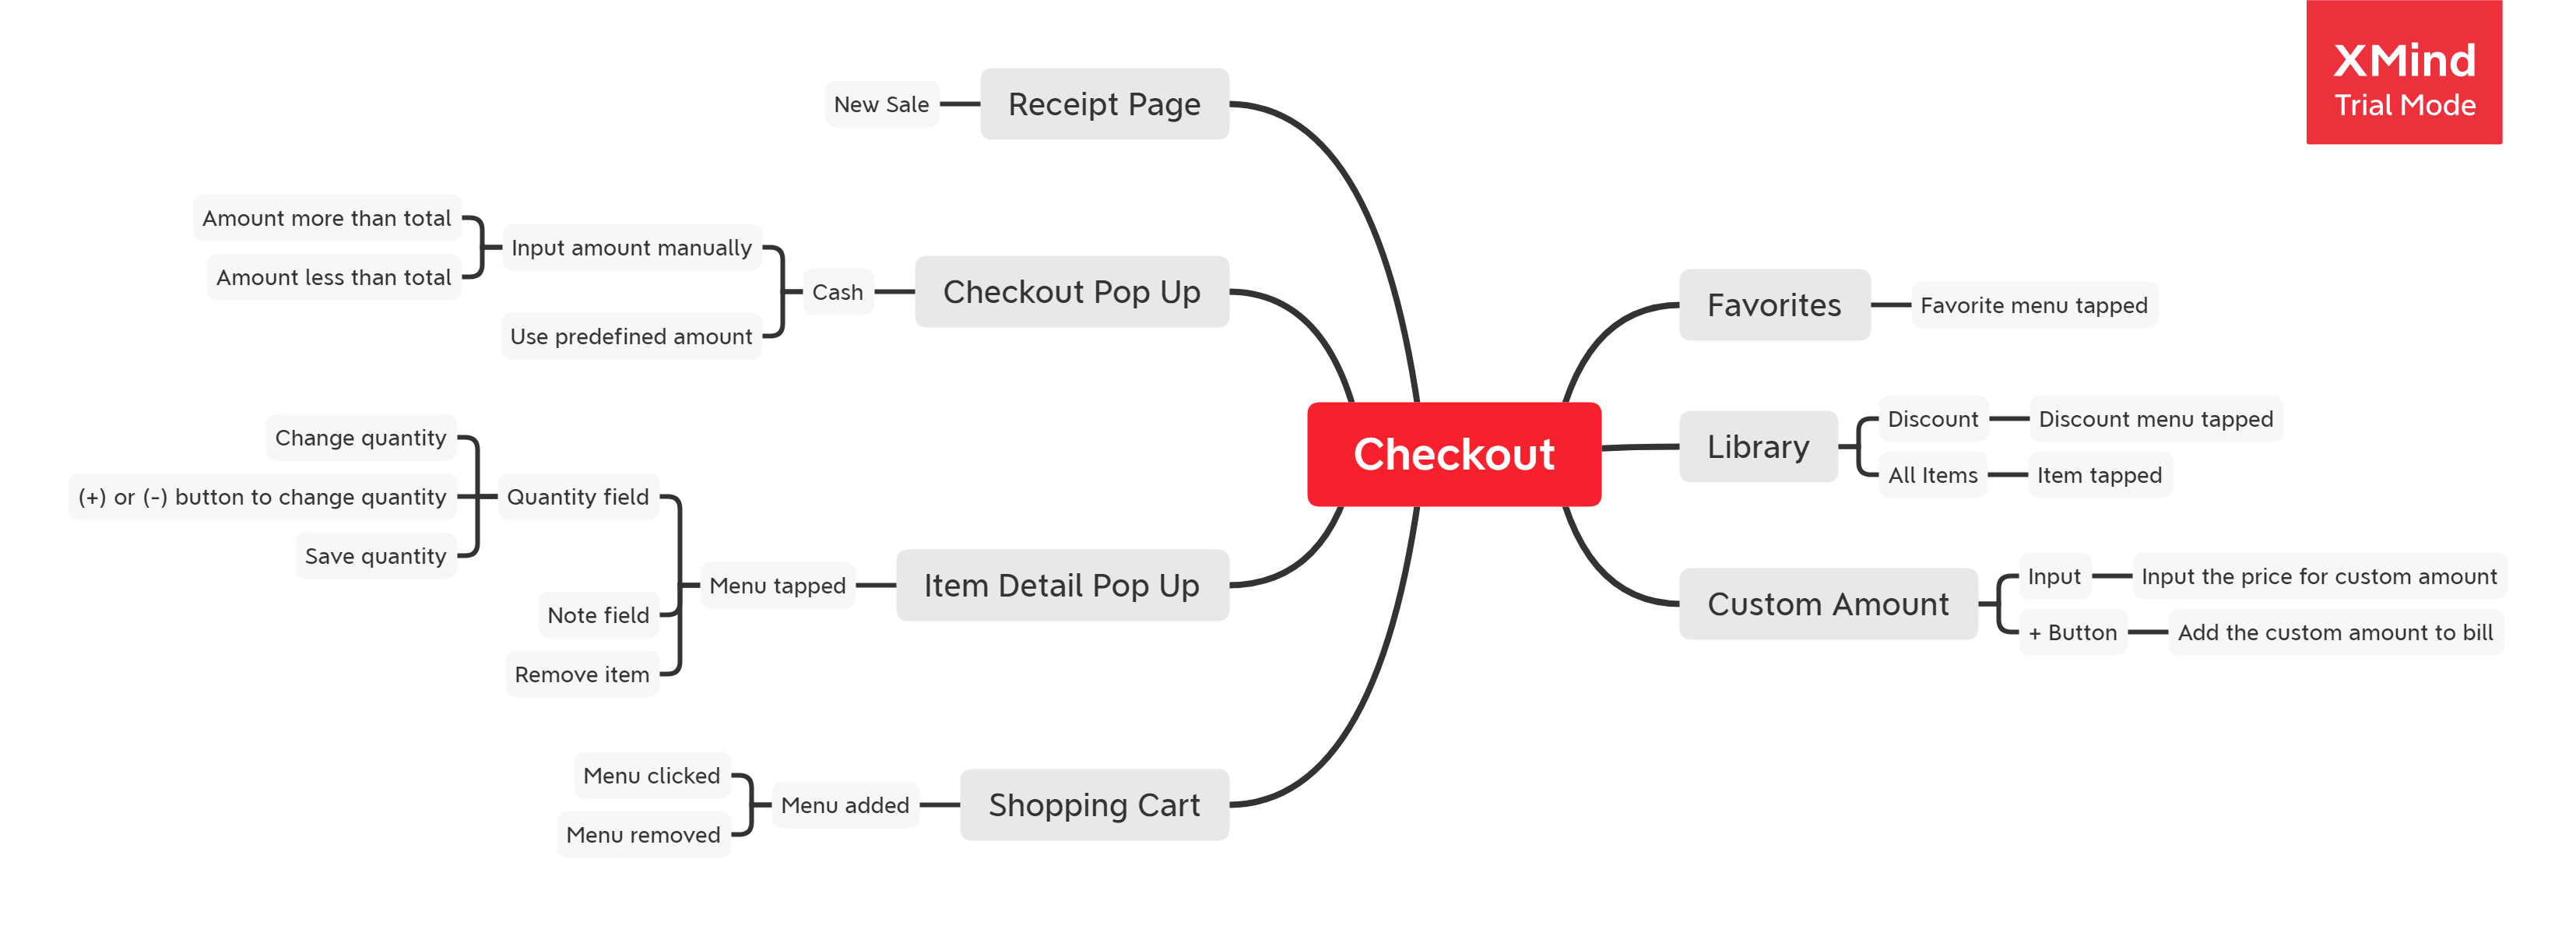 XMind
Trial Mode
Receipt Page
New Sale
Checkout Pop Up
Cash
Input amount manually
Amount more than total
Amount less than total
Use predefined amount
Item Detail Pop Up
Menu tapped
Quantity field
Change quantity
(+) or (-) button to change quantity
Save quantity
Note field
Remove item
Shopping Cart
Menu added
Menu clicked
Menu removed
Checkout
Favorites
Favorite menu tapped
Library
Discount
Discount menu tapped
All Items
Item tapped
Custom Amount
Input
Input the price for custom amount
+ Button
Add the custom amount to bill